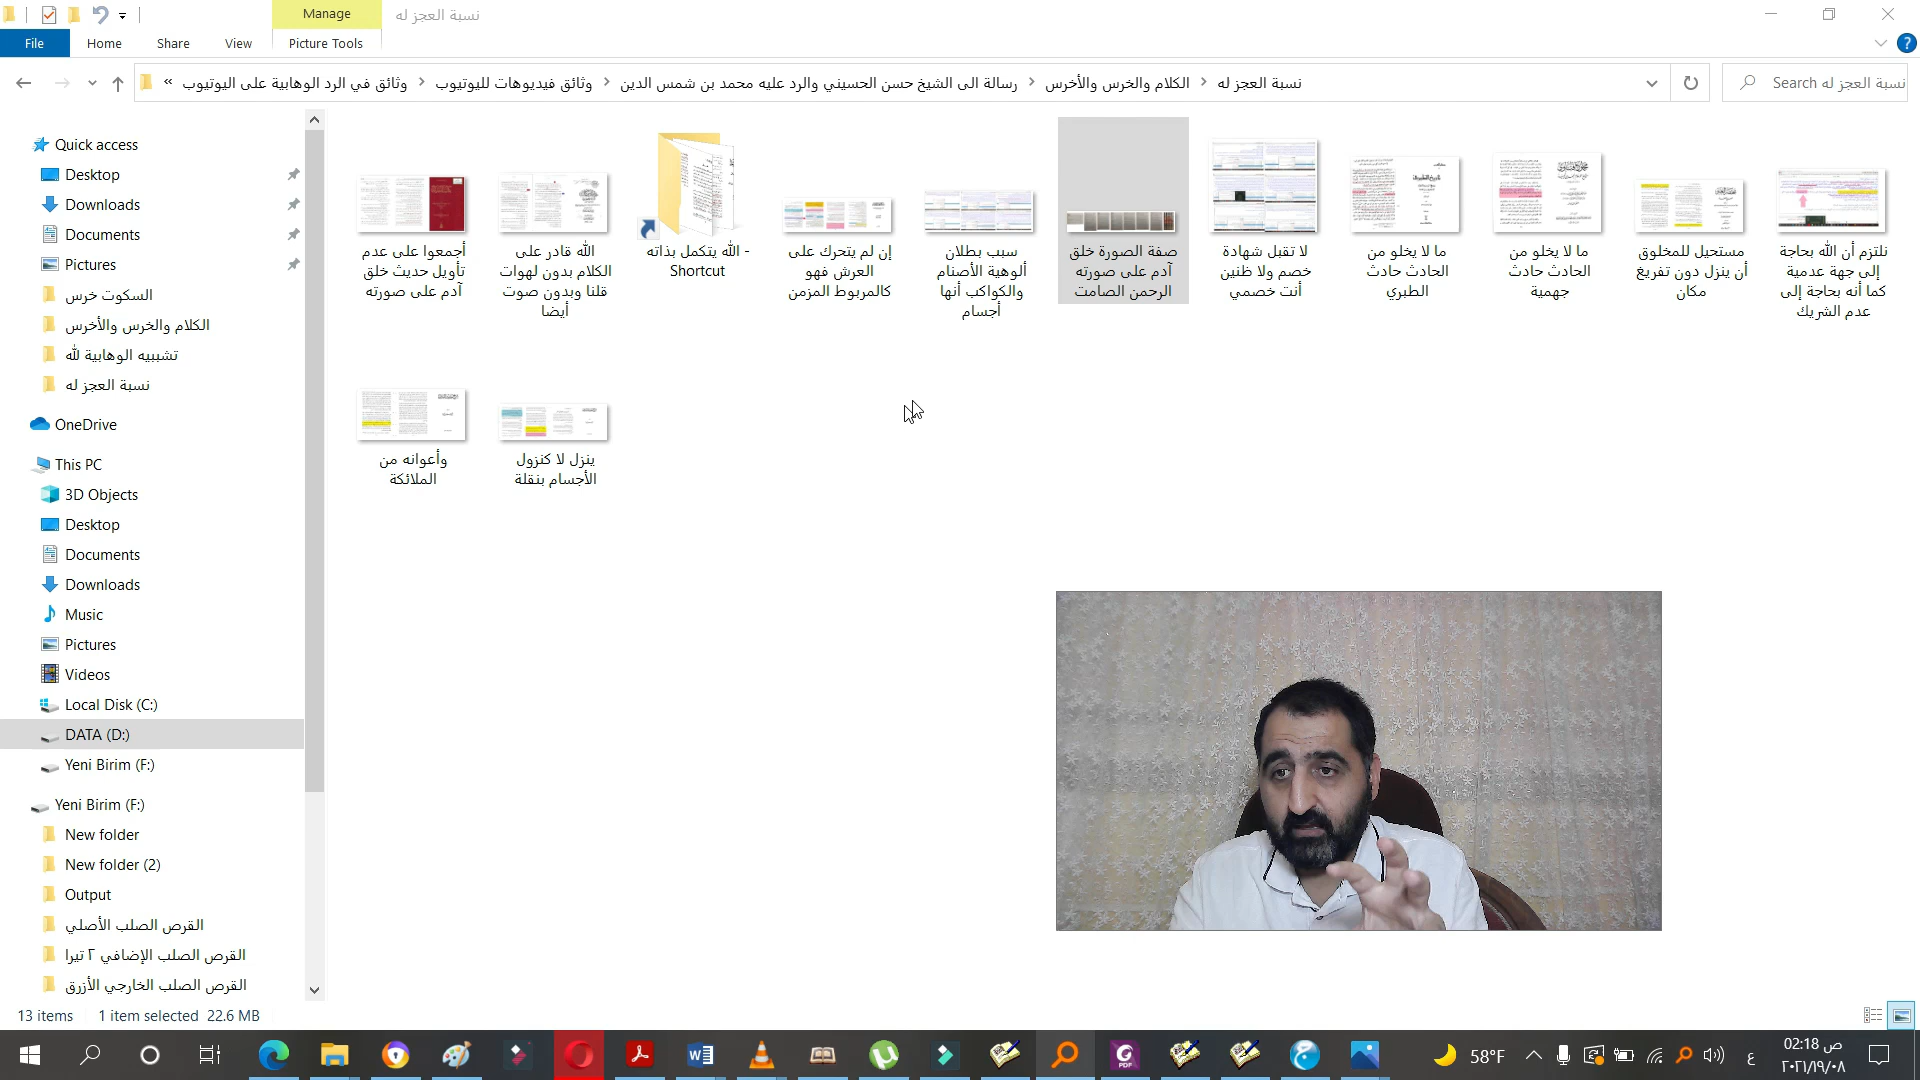 Manage
نسبة العجز له
File
Home
Share
View
Picture Tools
« وثائق في الرد الوهابية على اليوتيوب › وثائق فيديوهات لليوتيوب › رسالة الى الشيخ حسن الحسيني والرد عليه محمد بن شمس الدين › الكلام والخرس والأخرس › نسبة العجز له
Search نسبة العجز له
Quick access
Desktop
Downloads
Documents
Pictures
السكوت خرس
الكلام والخرس والأخرس
تشبييه الوهابية لله
نسبة العجز له
OneDrive
This PC
3D Objects
Desktop
Documents
Downloads
Music
Pictures
Videos
Local Disk (C:)
DATA (D:)
Yeni Birim (F:)
Yeni Birim (F:)
New folder
New folder (2)
Output
القرص الصلب الأصلي
القرص الصلب الإضافي ٢ تيرا
القرص الصلب الخارجي الأزرق
أجمعوا على عدم
تأويل حديث خلق
آدم على صورته
الله قادر على
الكلام بدون لهوات
قلنا وبدون صوت
أيضا
الله يتكمل بذاته -
Shortcut
إن لم يتحرك على
العرش فهو
كالمربوط المزمن
سبب بطلان
ألوهية الأصنام
والكواكب أنها
أجسام
صفة الصورة خلق
آدم على صورته
الرحمن الصامت
لا تقبل شهادة
خصم ولا ظنين
أنت خصمي
ما لا يخلو من
الحادث حادث
الطبري
ما لا يخلو من
الحادث حادث
جهمية
مستحيل للمخلوق
أن ينزل دون تفريغ
مكان
نلتزم أن الله بحاجة
إلى جهة عدمية
كما أنه بحاجة إلى
عدم الشريك
وأعوانه من
الملائكة
ينزل لا كنزول
الأجسام بنقلة
13 items
1 item selected 22.6 MB
58°F
ع
02:18 ص
٢٠٢١/١٩/٠٨